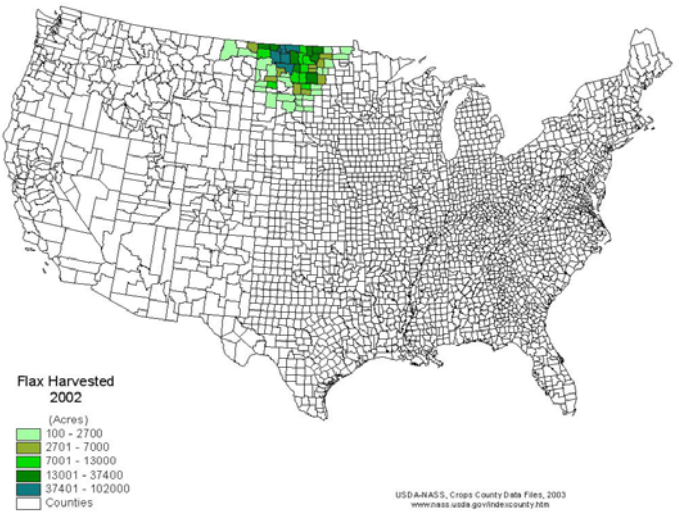 Flax Harvested
2002
(Acres)
100 - 2700
2701 - 7000
7001 - 13000
13001 - 37400
37401 - 102000
Counties
USDA-NASS, Crops County Data Files, 2003
www.nass.usda.gov/indexcounty.htm